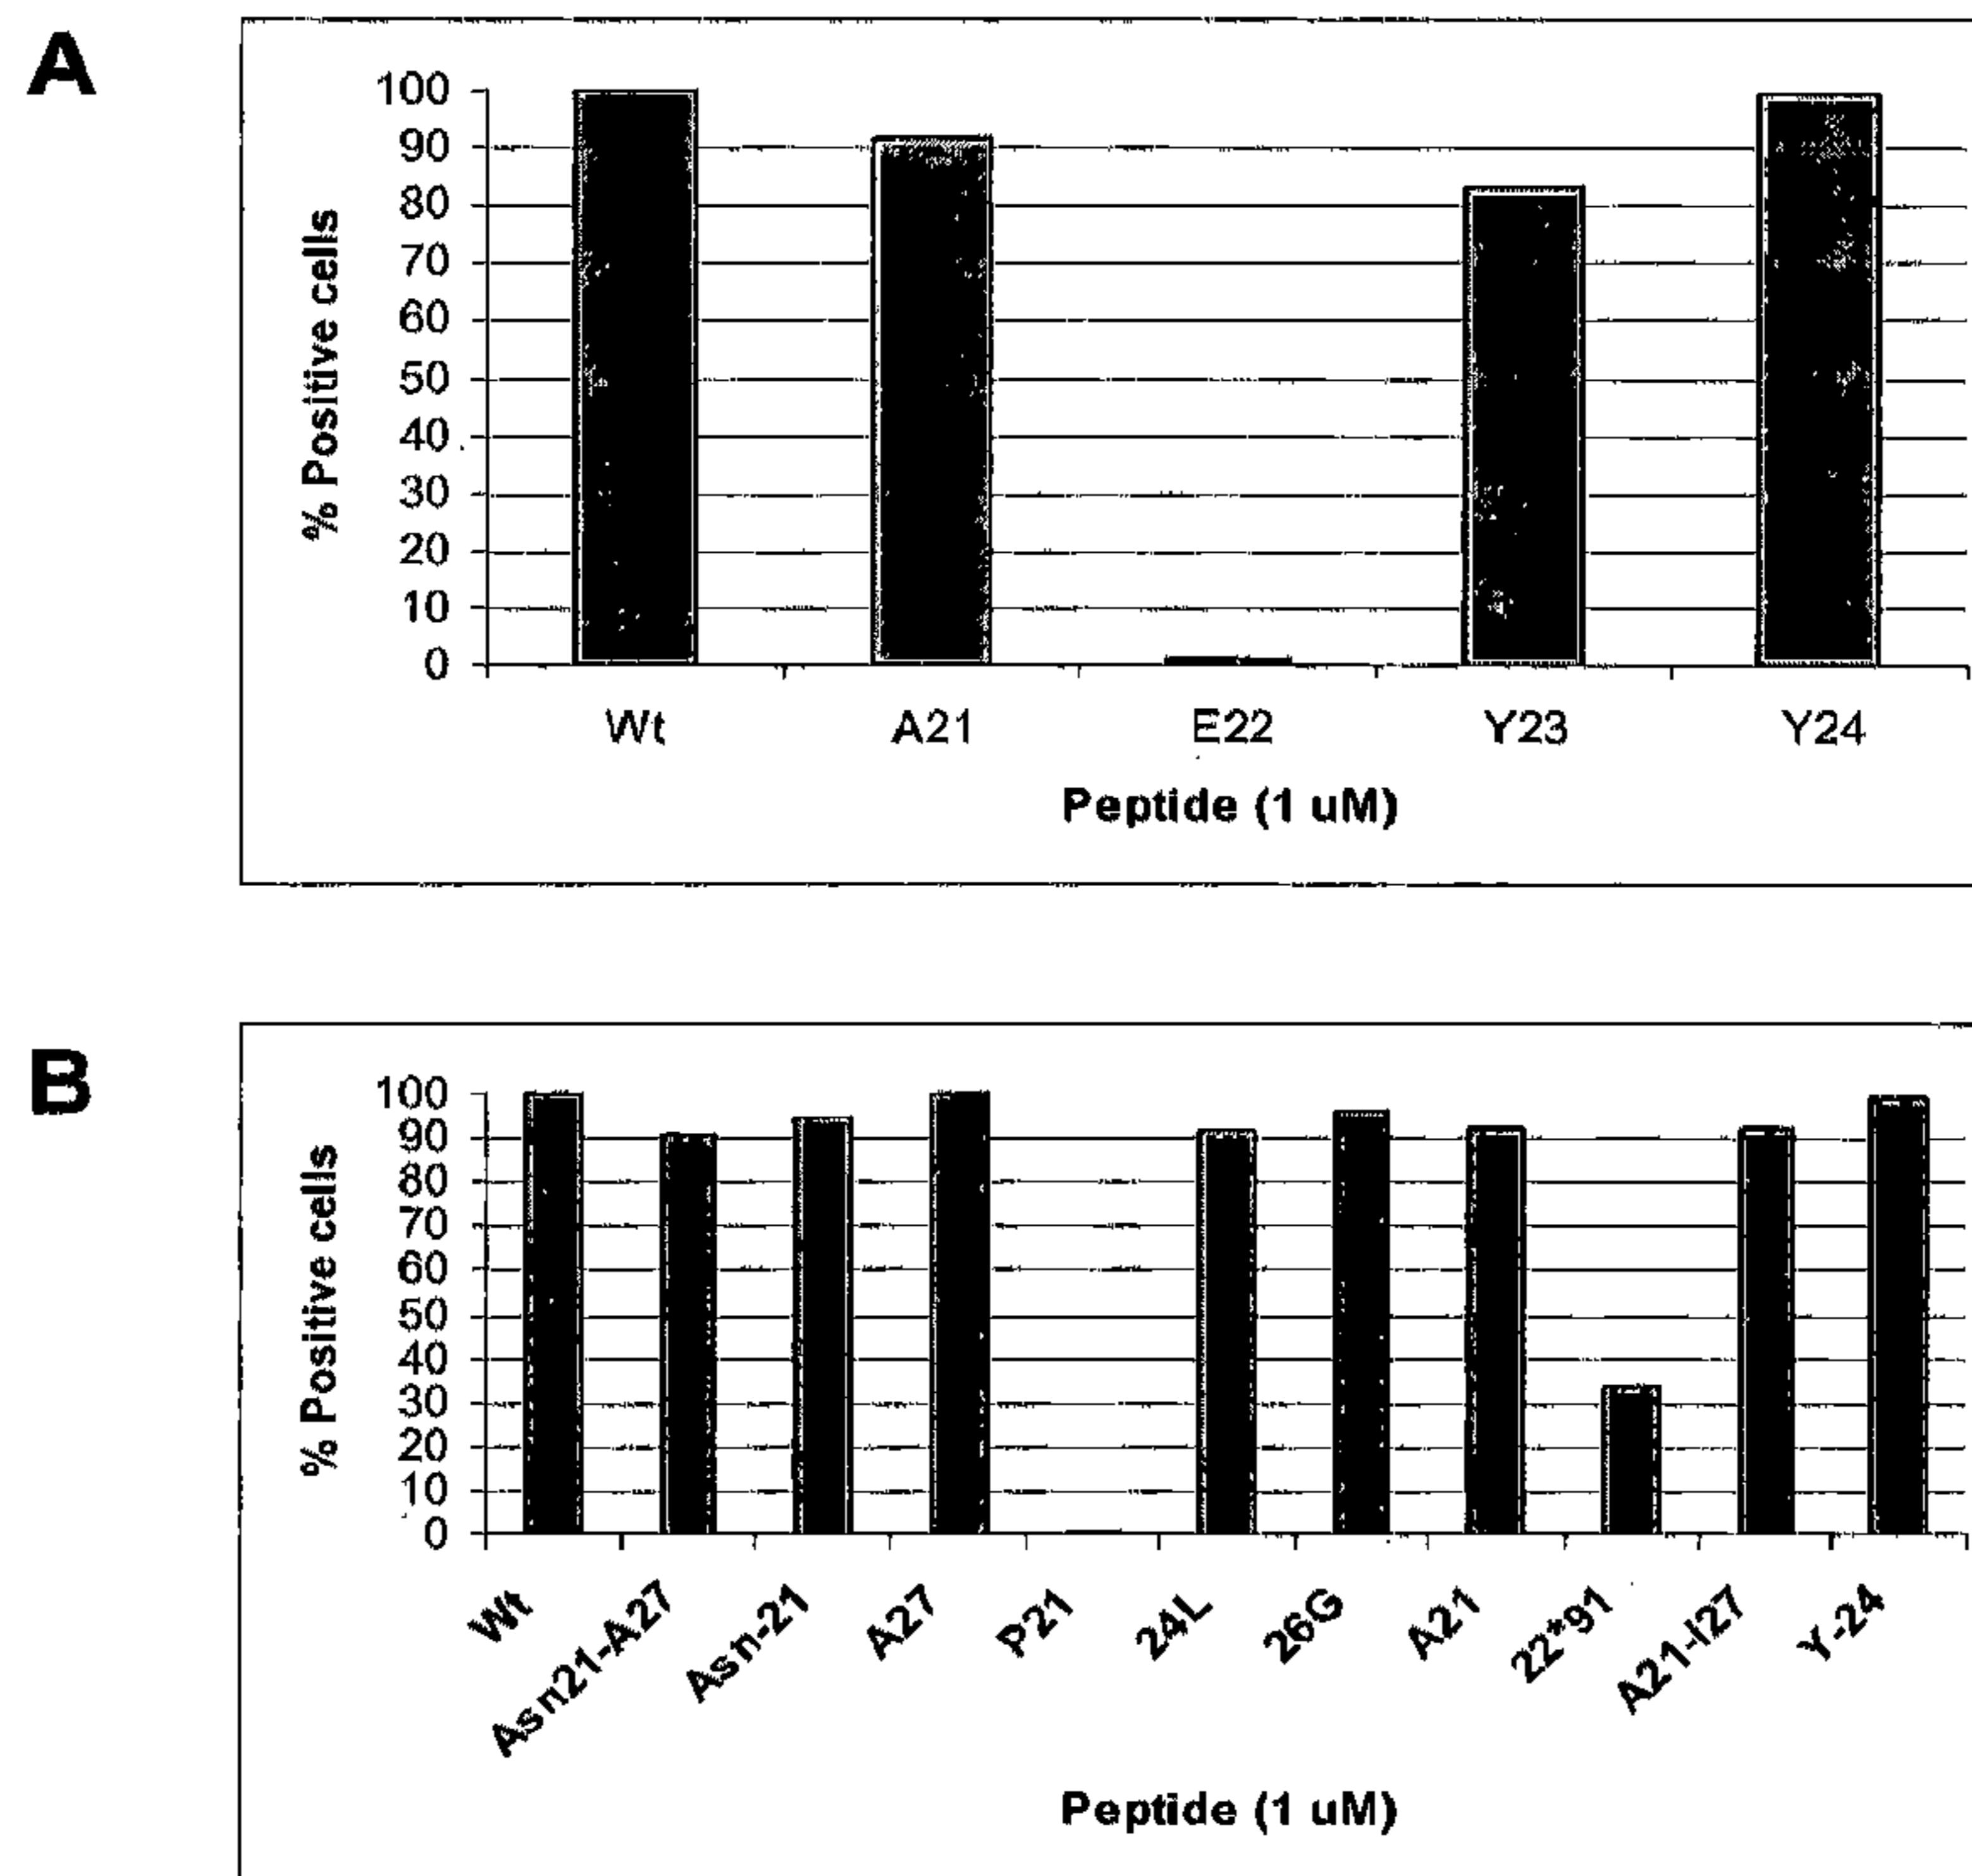 A
100
90
80
70
60
50
40
30
20
10
0
% Positive cells
Wt A21 E22 Y23 Y24
Peptide (1 uM)
B
100
90
80
70
60
50
40
30
20
10
0
% Positive cells
Wt Asn21-A27 Asn-21 A27 P21 24L 26G A21 22*91 A21-I27 Y-24
Peptide (1 uM)